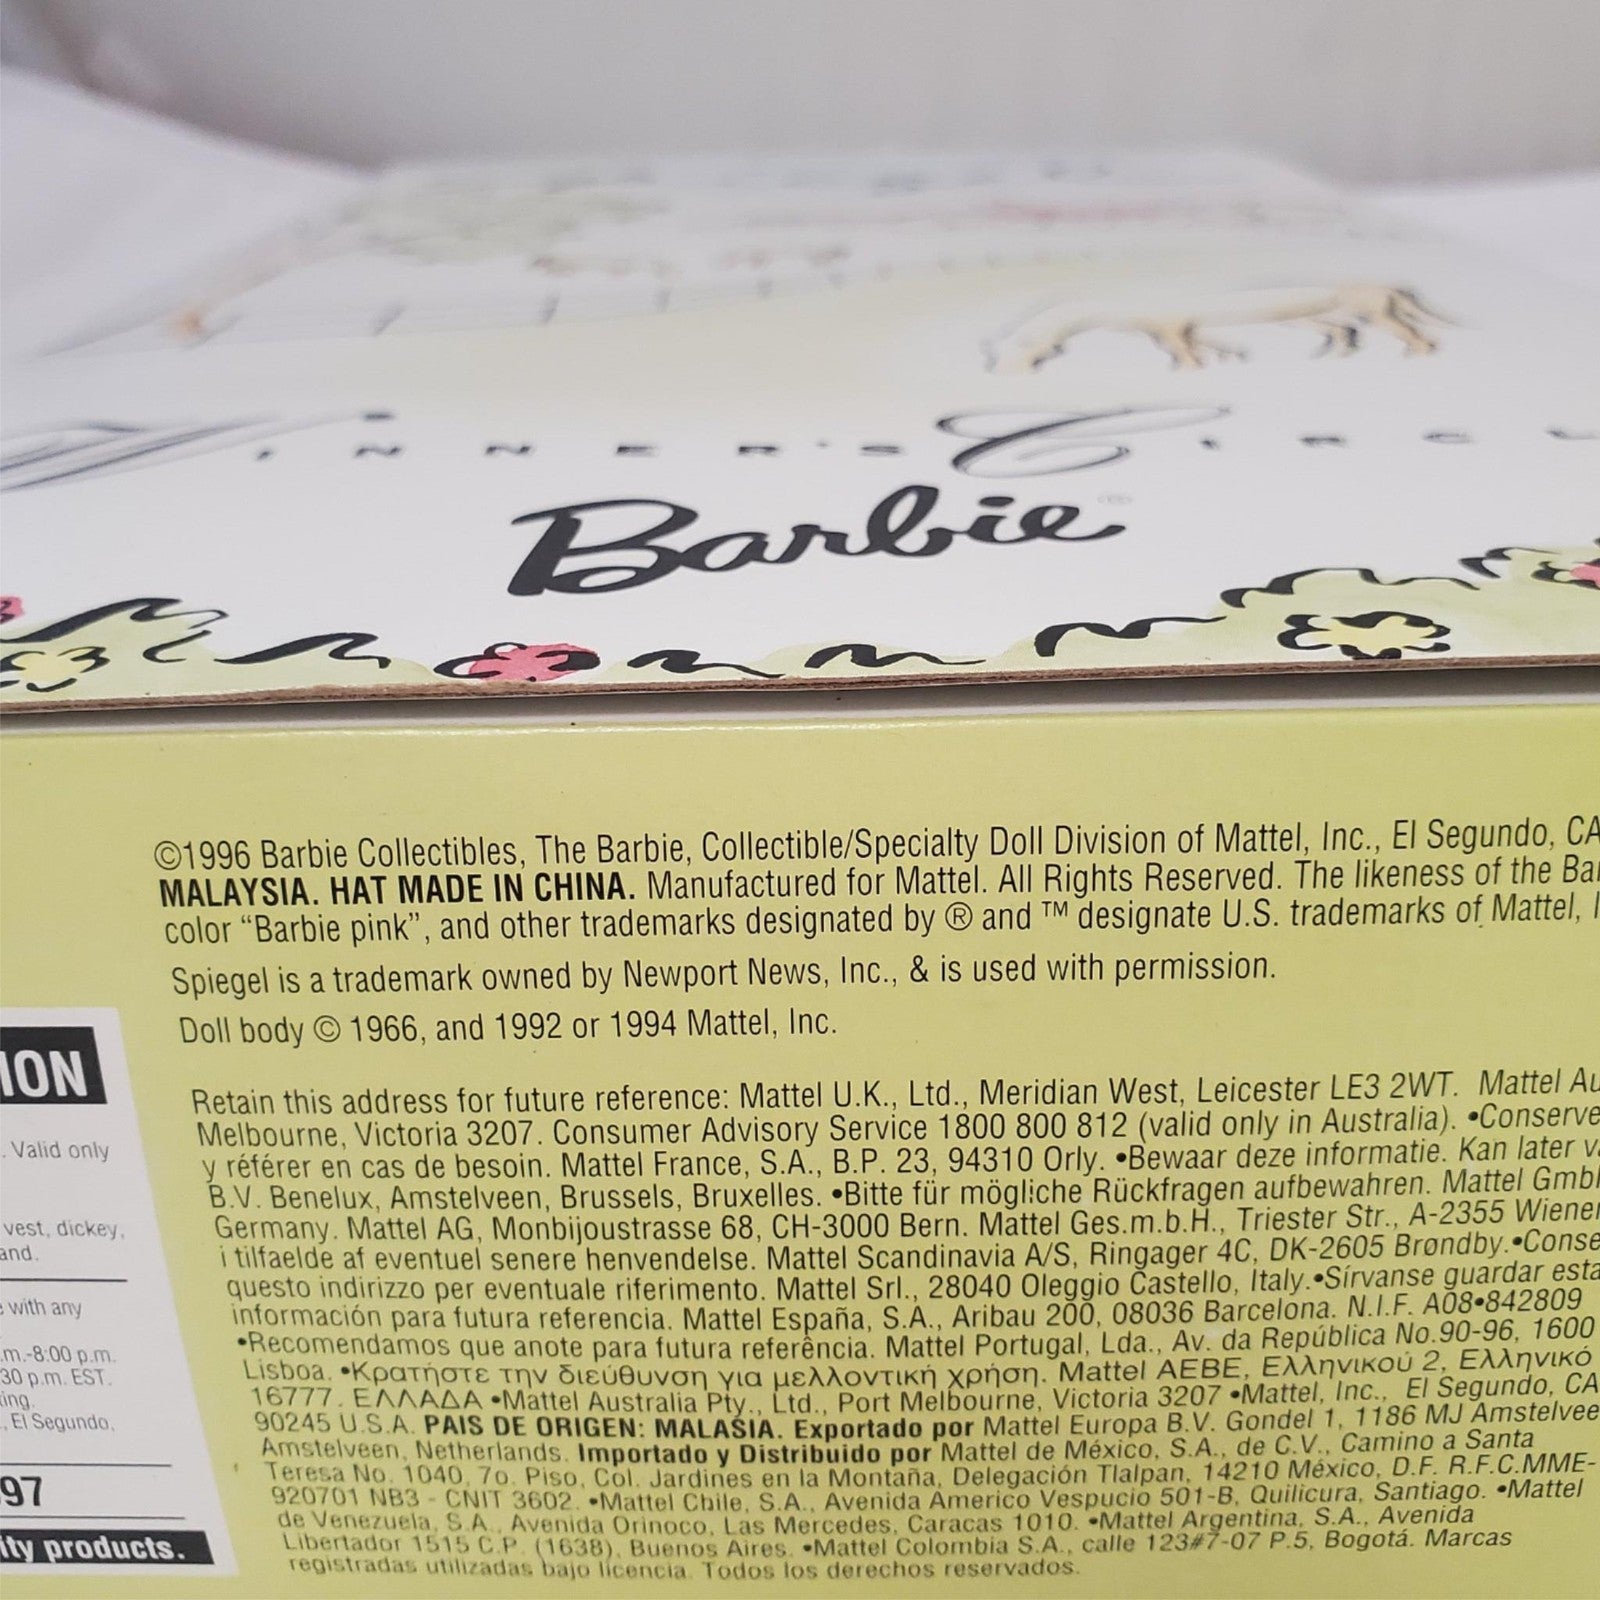 Winner's Circl
Barbie
©1996 Barbie Collectibles, The Barbie, Collectible/Specialty Doll Division of Mattel, Inc., El Segundo, CA
MALAYSIA. HAT MADE IN CHINA. Manufactured for Mattel. All Rights Reserved. The likeness of the Bar
color “Barbie pink”, and other trademarks designated by ® and ™ designate U.S. trademarks of Mattel, I
Spiegel is a trademark owned by Newport News, Inc., & is used with permission.
Doll body © 1966, and 1992 or 1994 Mattel, Inc.
Retain this address for future reference: Mattel U.K., Ltd., Meridian West, Leicester LE3 2WT. Mattel Au
Melbourne, Victoria 3207. Consumer Advisory Service 1800 800 812 (valid only in Australia). •Conserve
y référer en cas de besoin. Mattel France, S.A., B.P. 23, 94310 Orly. •Bewaar deze informatie. Kan later va
B.V. Benelux, Amstelveen, Brussels, Bruxelles. •Bitte für mögliche Rückfragen aufbewahren. Mattel Gmbl
Germany. Mattel AG, Monbijoustrasse 68, CH-3000 Bern. Mattel Ges.m.b.H., Triester Str., A-2355 Wiener
i tilfaelde af eventuel senere henvendelse. Mattel Scandinavia A/S, Ringager 4C, DK-2605 Brøndby.•Conse
questo indirizzo per eventuale riferimento. Mattel Srl., 28040 Oleggio Castello, Italy.•Sírvanse guardar esta
información para futura referencia. Mattel España, S.A., Aribau 200, 08036 Barcelona. N.I.F. A08•842809
•Recomendamos que anote para futura referência. Mattel Portugal, Lda., Av. da República No.90-96, 1600
Lisboa. •Κρατήστε την διεύθυνση για μελλοντική χρήση. Mattel AEBE, Ελληνικού 2, Ελληνικό
16777. ΕΛΛΑΔΑ •Mattel Australia Pty., Ltd., Port Melbourne, Victoria 3207 •Mattel, Inc., El Segundo, CA
90245 U.S.A. PAIS DE ORIGEN: MALASIA. Exportado por Mattel Europa B.V. Gondel 1, 1186 MJ Amstelvee
Amstelveen, Netherlands. Importado y Distribuido por Mattel de México, S.A., de C.V., Camino a Santa
Teresa No. 1040, 7o. Piso, Col. Jardines en la Montaña, Delegación Tlalpan, 14210 México, D.F. R.F.C.MME-
920701 NB3 - CNIT 3602. •Mattel Chile, S.A., Avenida Americo Vespucio 501-B, Quilicura, Santiago. •Mattel
de Venezuela, S.A., Avenida Orinoco, Las Mercedes, Caracas 1010. •Mattel Argentina, S.A., Avenida
Libertador 1515 C.P. (1638), Buenos Aires. •Mattel Colombia S.A., calle 123#7-07 P.5, Bogotá. Marcas
registradas utilizadas bajo licencia. Todos los derechos reservados.
ION
. Valid only
vest, dickey,
and.
with any
.m.-8:00 p.m.
30 p.m. EST.
ing.
, El Segundo,
97
ity products.